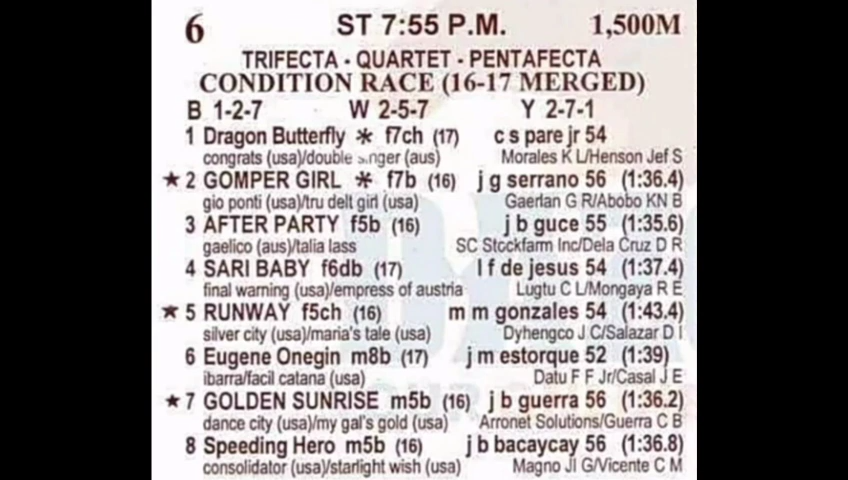 6 ST 7:55 P.M. 1,500M
TRIFECTA - QUARTET - PENTAFECTA
CONDITION RACE (16-17 MERGED)
B 1-2-7 W 2-5-7 Y 2-7-1
1 Dragon Butterfly * f7ch (17) c s pare jr 54
congrats (usa)/double (aus) Morales K L/Henson Jef S
★ 2 GOMPER GIRL * f7b (16) j g serrano 56 (1:36.4)
gio ponti (usa)/tru delt girl (usa) Gaerlan G R/Abobo KN B
3 AFTER PARTY f5b (16) j b guce 55 (1:35.6)
gaelico (aus)/talia lass SC Stockfarm Inc/Dela Cruz D R
4 SARI BABY f6db (17) l f de jesus 54 (1:37.4)
final warning (usa)/empress of austria Lugtu C L/Mongaya R E
★ 5 RUNWAY f5ch (16) m m gonzales 54 (1:43.4)
silver city (usa)/maria's tale (usa) Dyhengco J C/Salazar D I
6 Eugene Onegin m8b (17) j m estorque 52 (1:39)
ibarra/facil catana (usa) Datu F F Jr/Casal J E
★ 7 GOLDEN SUNRISE m5b (16) j b guerra 56 (1:36.2)
dance city (usa)/my gal's gold (usa) Arronet Solutions/Guerra C B
8 Speeding Hero m5b (16) j b bacaycay 56 (1:36.8)
consolidator (usa)/starlight wish (usa) Magno JI G/Vicente C M